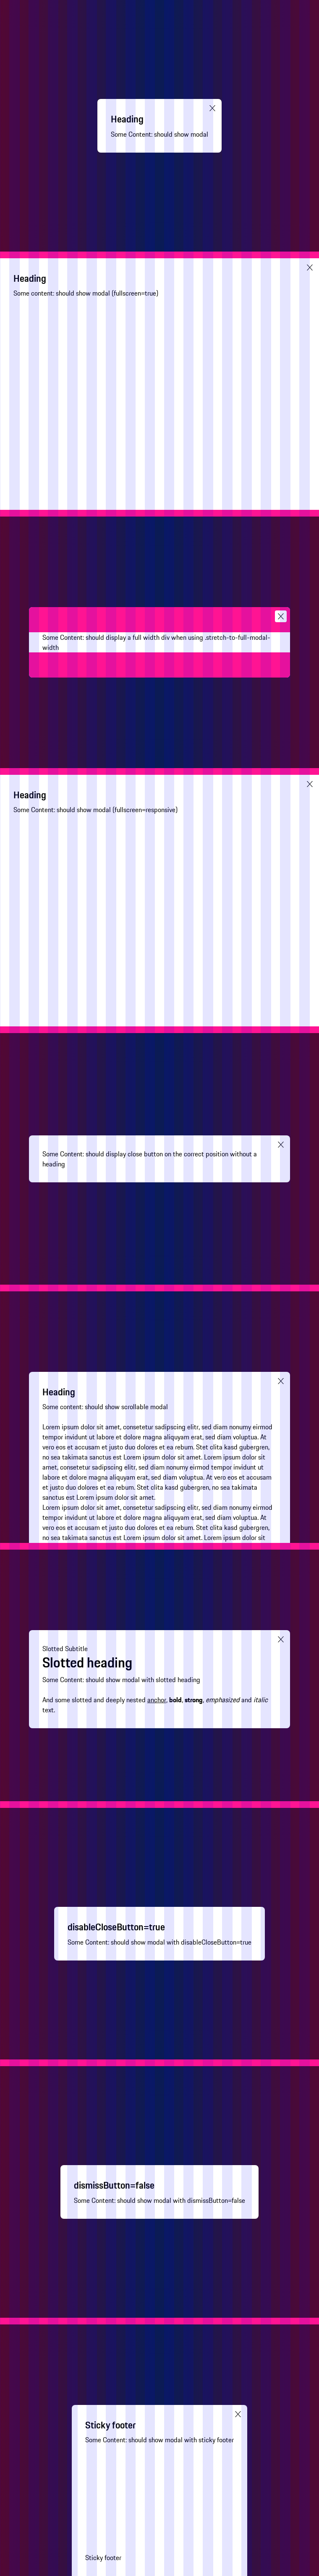 Heading
Some Content: should show modal
Heading
Some content: should show modal (fullscreen=true)
Some Content: should display a full width div when using .stretch-to-full-modal-
width
Heading
Some Content: should show modal (fullscreen=responsive)
Some Content: should display close button on the correct position without a
heading
Heading
Some content: should show scrollable modal
Lorem ipsum dolor sit amet, consetetur sadipscing elitr, sed diam nonumy eirmod
tempor invidunt ut labore et dolore magna aliquyam erat, sed diam voluptua. At
vero eos et accusam et justo duo dolores et ea rebum. Stet clita kasd gubergren,
no sea takimata sanctus est Lorem ipsum dolor sit amet. Lorem ipsum dolor sit
amet, consetetur sadipscing elitr, sed diam nonumy eirmod tempor invidunt ut
labore et dolore magna aliquyam erat, sed diam voluptua. At vero eos et accusam
et justo duo dolores et ea rebum. Stet clita kasd gubergren, no sea takimata
sanctus est Lorem ipsum dolor sit amet.
Lorem ipsum dolor sit amet, consetetur sadipscing elitr, sed diam nonumy eirmod
tempor invidunt ut labore et dolore magna aliquyam erat, sed diam voluptua. At
vero eos et accusam et justo duo dolores et ea rebum. Stet clita kasd gubergren,
no sea takimata sanctus est Lorem ipsum dolor sit amet. Lorem ipsum dolor sit
Slotted Subtitle
Slotted heading
Some Content: should show modal with slotted heading
And some slotted and deeply nested anchor, bold, strong, emphasized and italic
text.
disableCloseButton=true
Some Content: should show modal with disableCloseButton=true
dismissButton=false
Some Content: should show modal with dismissButton=false
Sticky footer
Some Content: should show modal with sticky footer
Sticky footer